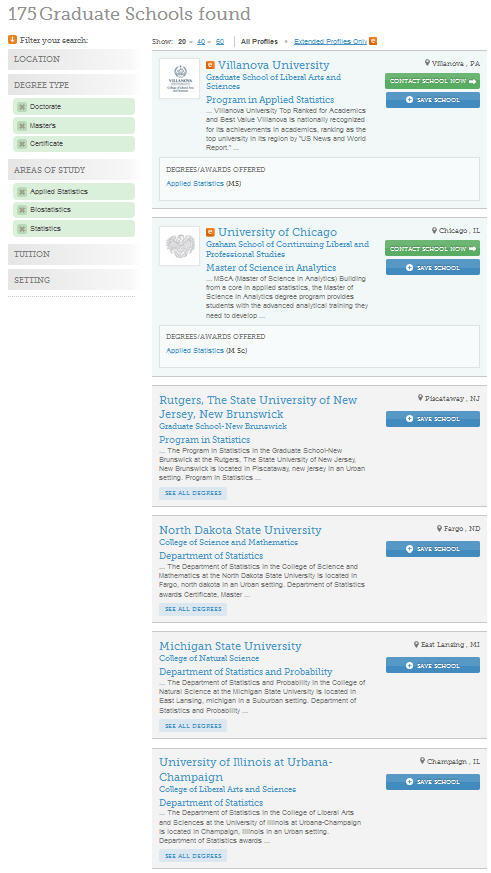 175 Graduate Schools found
Filter your search:
LOCATION
DEGREE TYPE
Doctorate
Master's
Certificate
AREAS OF STUDY
Applied Statistics
Biostatistics
Statistics
TUITION
SETTING
Show: 20 - 40 - 60 All Profiles • Extended Profiles Only e
VILLANOVA
UNIVERSITY
e Villanova University
Graduate School of Liberal Arts and
Sciences
Program in Applied Statistics
... Villanova University Top Ranked for Academics
and Best Value Villanova is nationally recognized
for its achievements in academics, ranking as the
top university in its region by "US News and World
Report." ...
Villanova , PA
CONTACT SCHOOL NOW
SAVE SCHOOL
DEGREES/AWARDS OFFERED
Applied Statistics (MS)
e University of Chicago
Graham School of Continuing Liberal and
Professional Studies
Master of Science in Analytics
... MScA (Master of Science in Analytics) Building
from a core in applied statistics, the Master of
Science in Analytics degree program provides
students with the advanced analytical training they
need to develop ...
Chicago , IL
CONTACT SCHOOL NOW
SAVE SCHOOL
DEGREES/AWARDS OFFERED
Applied Statistics (M Sc)
Rutgers, The State University of New
Jersey, New Brunswick
Graduate School-New Brunswick
Program in Statistics
... The Program in Statistics in the Graduate School-New
Brunswick at the Rutgers, The State University of New Jersey,
New Brunswick is located in Piscataway, new jersey in an Urban
setting. Program in Statistics ...
SEE ALL DEGREES
Piscataway , NJ
SAVE SCHOOL
North Dakota State University
College of Science and Mathematics
Department of Statistics
... The Department of Statistics in the College of Science and
Mathematics at the North Dakota State University is located in
Fargo, north dakota in an Urban setting. Department of Statistics
awards Certificate, Master ...
SEE ALL DEGREES
Fargo , ND
SAVE SCHOOL
Michigan State University
College of Natural Science
Department of Statistics and Probability
... The Department of Statistics and Probability in the College of
Natural Science at the Michigan State University is located in
East Lansing, michigan in a Suburban setting. Department of
Statistics and Probability ...
SEE ALL DEGREES
East Lansing , MI
SAVE SCHOOL
University of Illinois at Urbana-
Champaign
College of Liberal Arts and Sciences
Department of Statistics
... The Department of Statistics in the College of Liberal Arts
and Sciences at the University of Illinois at Urbana-Champaign
is located in Champaign, Illinois in an Urban setting.
Department of Statistics awards ...
SEE ALL DEGREES
Champaign , IL
SAVE SCHOOL